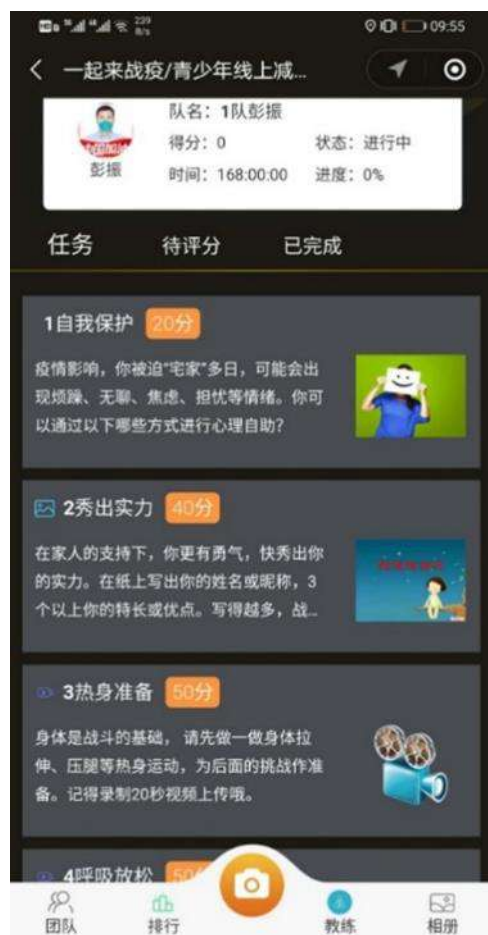 239
B/s
09:55
一起来战疫/青少年线上减...
队名：1队彭振
得分：0
状态：进行中
彭振
时间：168:00:00
进度：0%
任务
待评分
已完成
1自我保护 20分
疫情影响，你被迫“宅家”多日，可能会出
现烦躁、无聊、焦虑、担忧等情绪。你可
以通过以下哪些方式进行心理自助？
2秀出实力 40分
在家人的支持下，你更有勇气，快秀出你
的实力。在纸上写出你的姓名或昵称，3
个以上你的特长或优点。写得越多，战...
3热身准备 50分
身体是战斗的基础， 请先做一做身体拉
伸、压腿等热身运动，为后面的挑战作准
备。记得录制20秒视频上传哦。
4呼吸放松
团队
排行
教练
相册